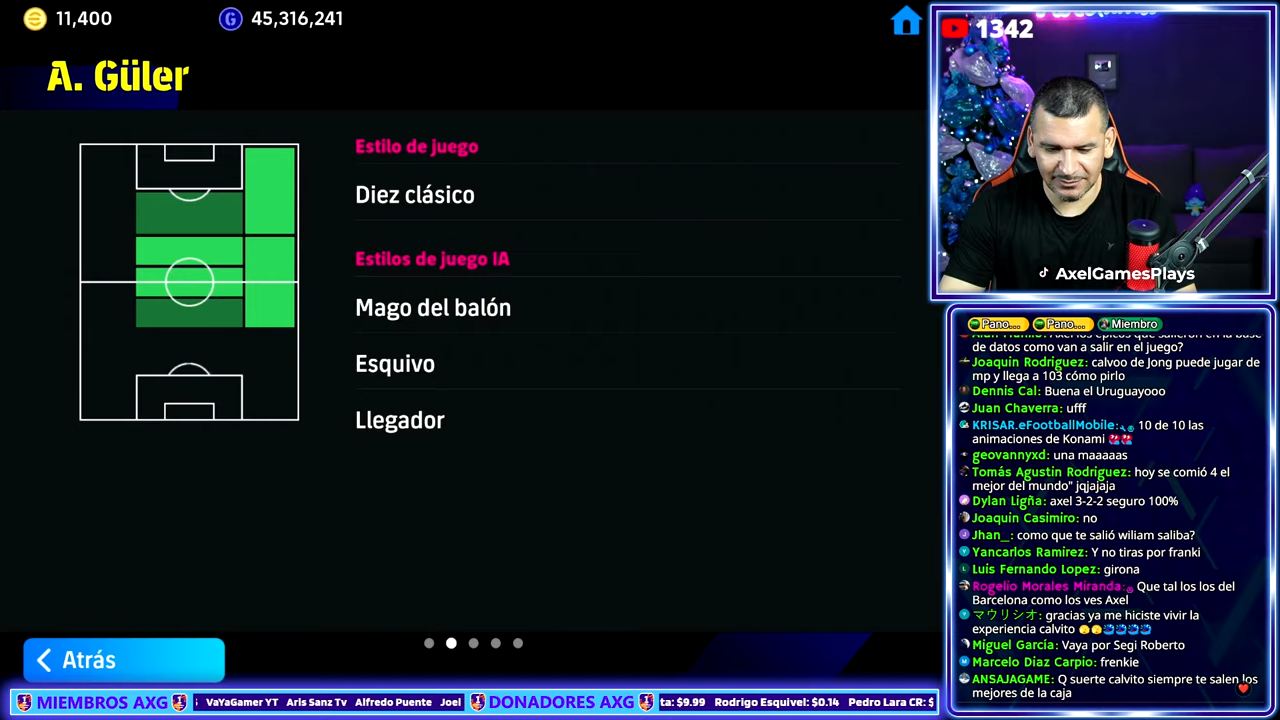 11,400
45,316,241
A. Güler
Estilo de juego
Diez clásico
Estilos de juego IA
Mago del balón
Esquivo
Llegador
Atrás
1342
AxelGamesPlays
Pano...
Pano...
Miembro
de datos como van a salir en el juego?
Joaquin Rodriguez: calvoo de Jong puede jugar de
mp y llega a 103 cómo pirlo
Dennis Cal: Buena el Uruguayooo
Juan Chaverra: ufff
KRISAR.eFootballMobile: 10 de 10 las
animaciones de Konami
geovannyxd: una maaaaas
Tomás Agustin Rodriguez: hoy se comió 4 el
mejor del mundo" jqjajaja
Dylan Ligña: axel 3-2-2 seguro 100%
Joaquin Casimiro: no
Jhan_: como que te salió wiliam saliba?
Yancarlos Ramirez: Y no tiras por franki
Luis Fernando Lopez: girona
Rogelio Morales Miranda: Que tal los los del
Barcelona como los ves Axel
マウリシオ: gracias ya me hiciste vivir la
experiencia calvito
Miguel García: Vaya por Segi Roberto
Marcelo Diaz Carpio: frenkie
ANSAJAGAME: Q suerte calvito siempre te salen los
mejores de la caja
MIEMBROS AXG
VaYaGamer YT Aris Sanz Tv Alfredo Puente Joel
DONADORES AXG
ta: $9.99 Rodrigo Esquivel: $0.14 Pedro Lara CR: $